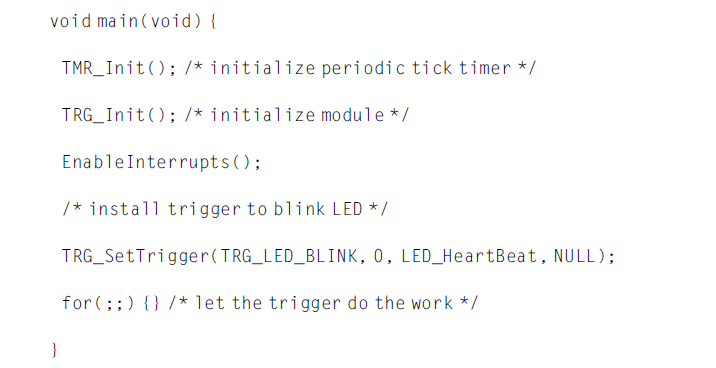 void main(void) {
TMR_Init(); /* initialize periodic tick timer */
TRG_Init(); /* initialize module */
EnableInterrupts();
/* install trigger to blink LED */
TRG_SetTrigger(TRG_LED_BLINK, 0, LED_HeartBeat, NULL);
for(;;) {} /* let the trigger do the work */
}